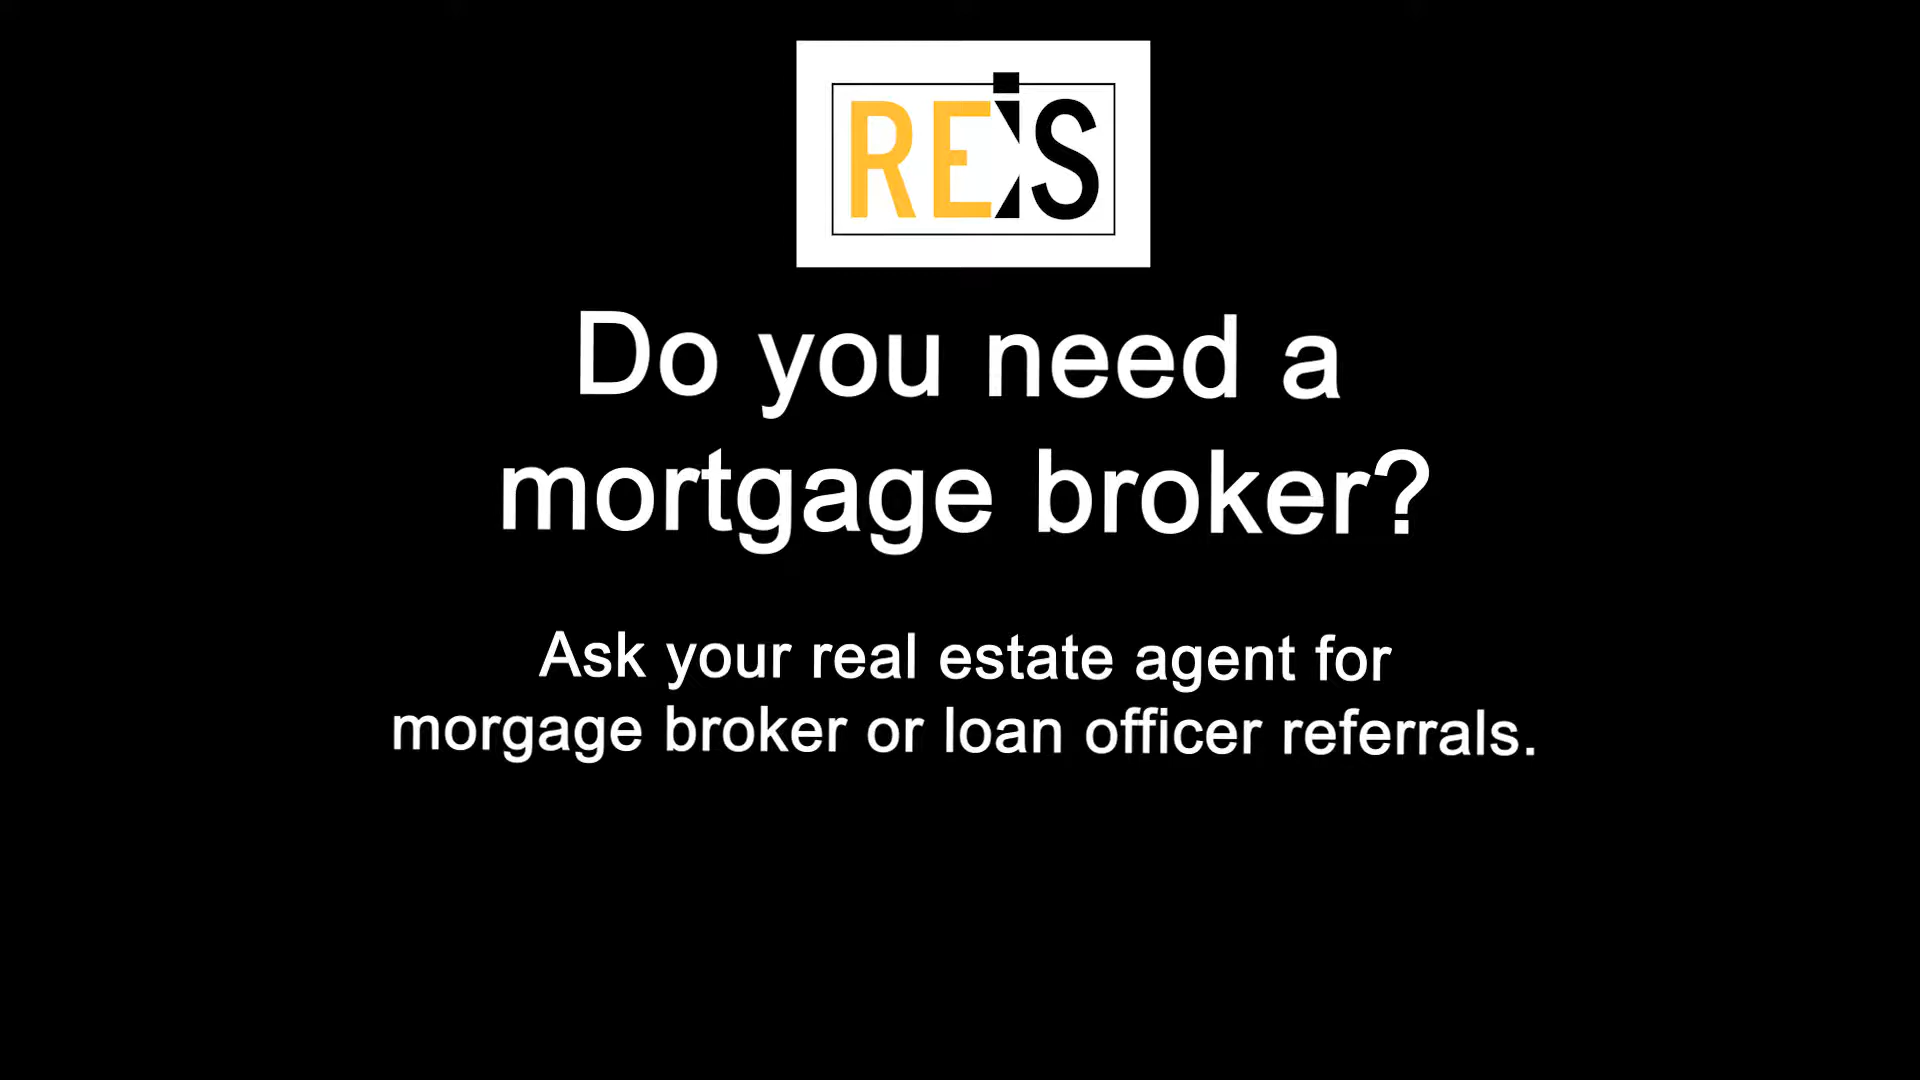 REiS
Do you need a
mortgage broker?
Ask your real estate agent for
morgage broker or loan officer referrals.